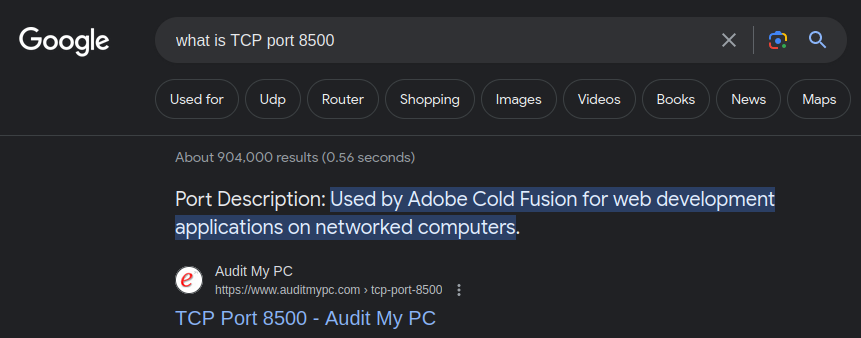 Google
what is TCP port 8500
Used for
Udp
Router
Shopping
Images
Videos
Books
News
Maps
About 904,000 results (0.56 seconds)
Port Description: Used by Adobe Cold Fusion for web development
applications on networked computers.
e
Audit My PC
https://www.auditmypc.com › tcp-port-8500
TCP Port 8500 - Audit My PC